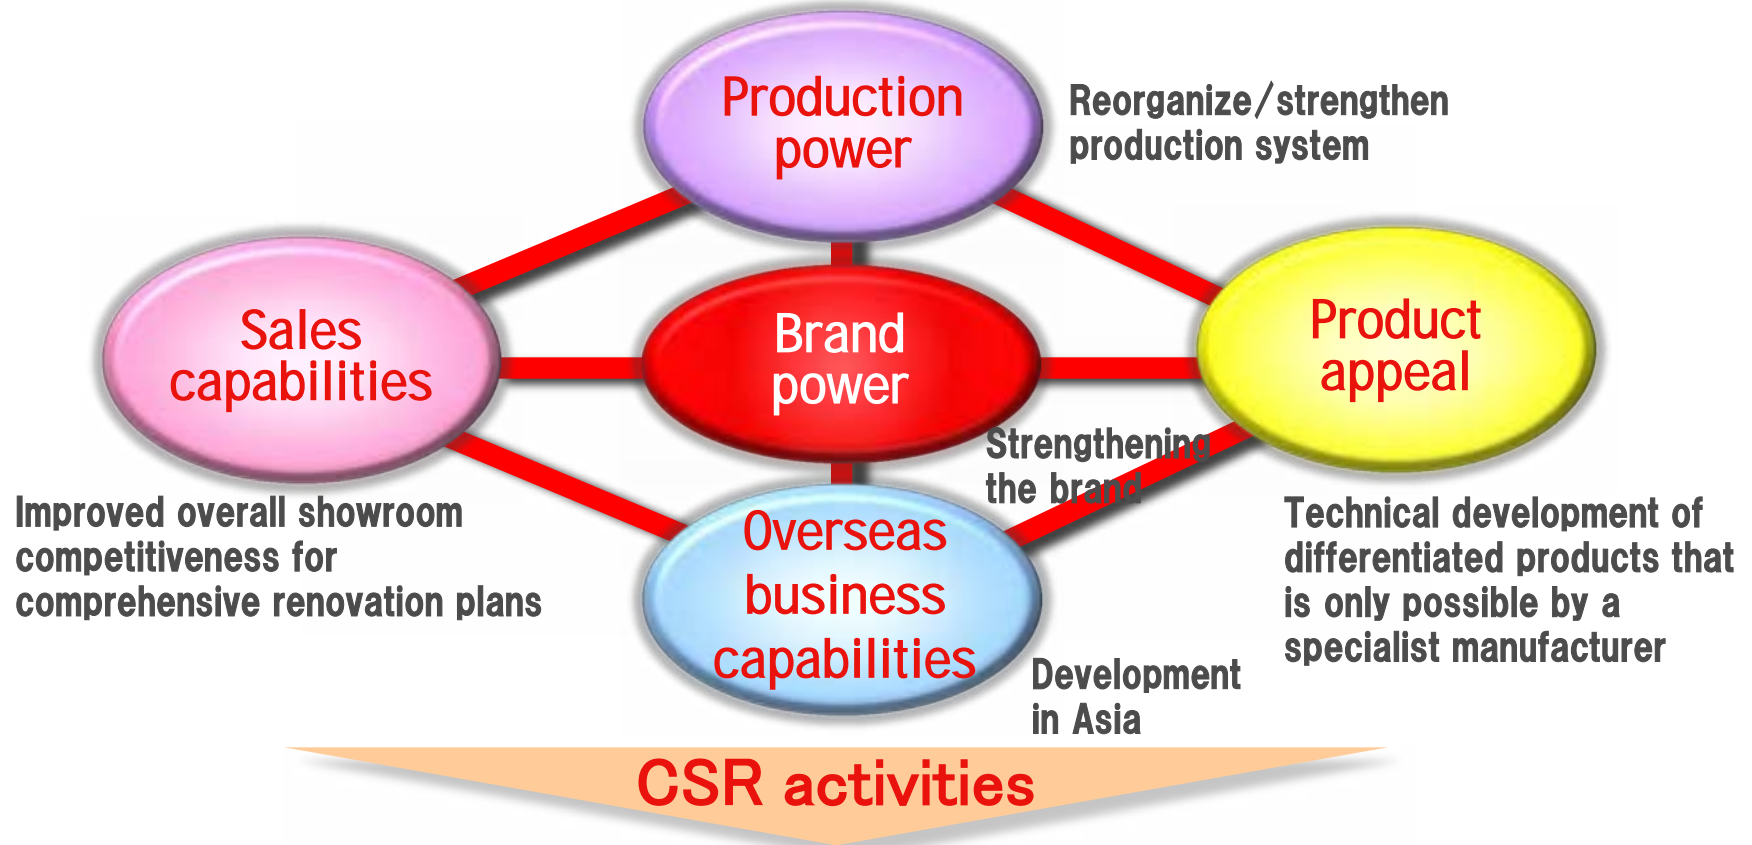 Production
power
Reorganize/strengthen
production system
Sales
capabilities
Brand
power
Product
appeal
Strengthening
the brand
Improved overall showroom
competitiveness for
comprehensive renovation plans
Overseas
business
capabilities
Technical development of
differentiated products that
is only possible by a
specialist manufacturer
Development
in Asia
CSR activities